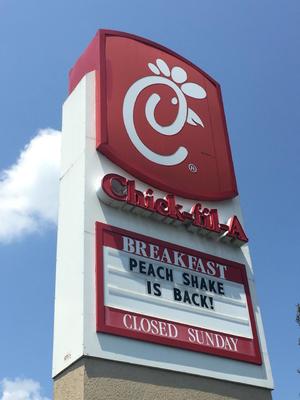 Chick-fil-A
BREAKFAST
PEACH SHAKE
IS BACK!
CLOSED SUNDAY